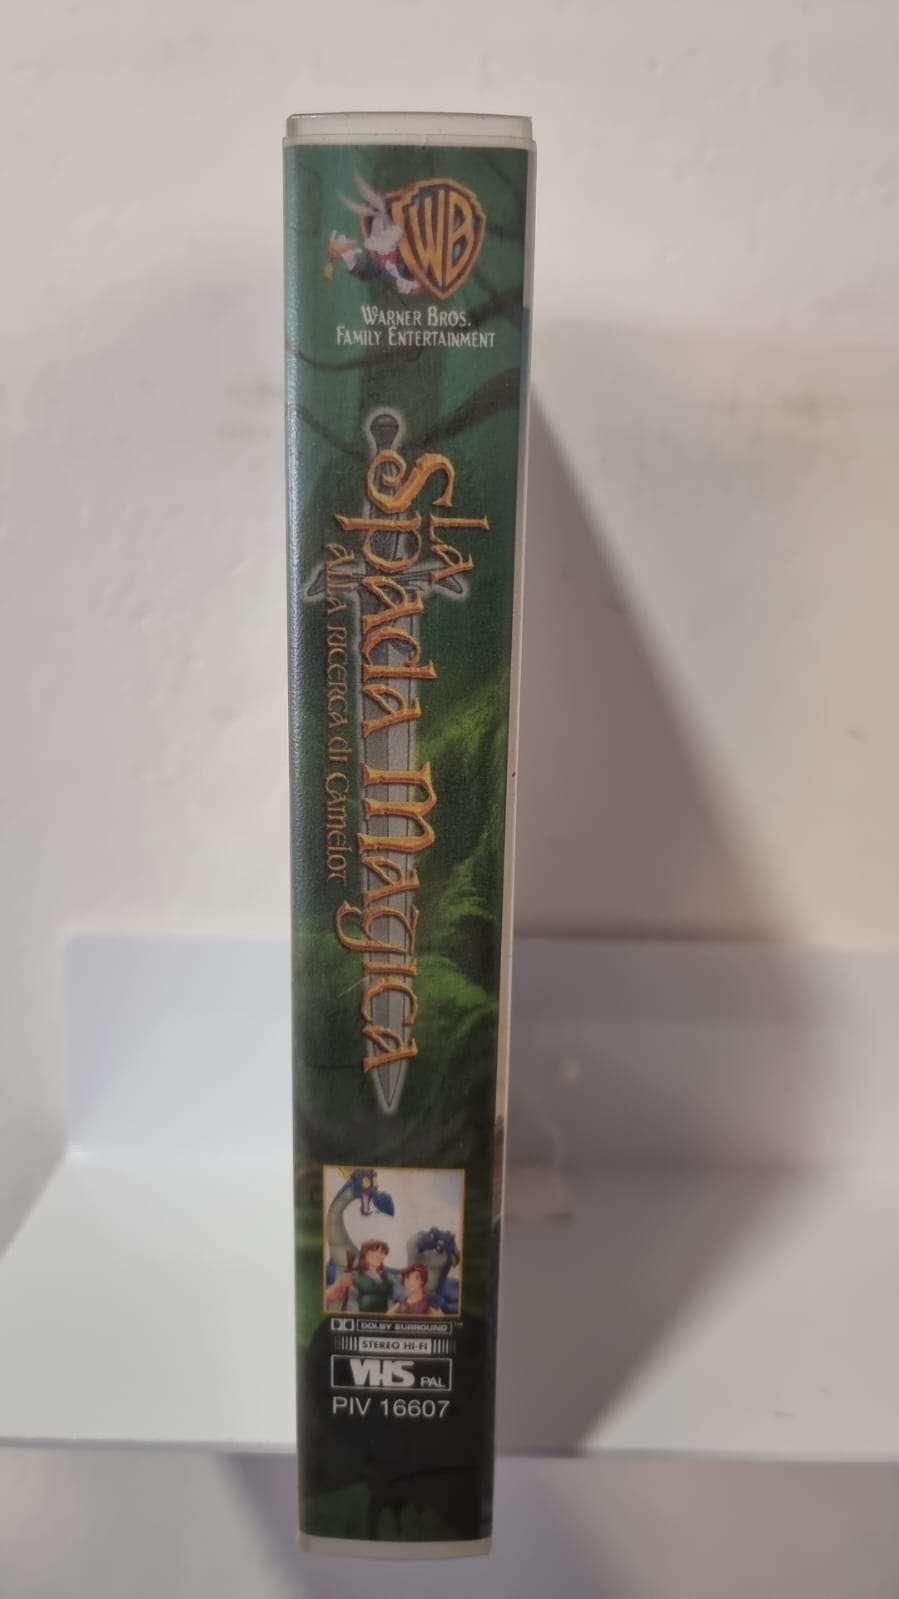 WB
WARNER BROS.
FAMILY ENTERTAINMENT
La
Spada Magica
alla ricerca di Camelot
DOLBY SURROUND™
STEREO HI-FI
VHS PAL
PIV 16607